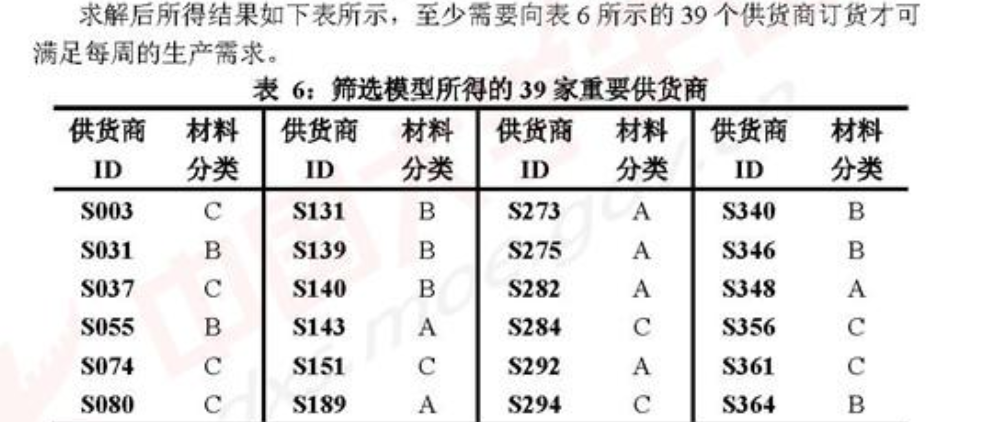 求解后所得结果如下表所示，至少需要向表 6 所示的 39 个供货商订货才可
满足每周的生产需求。
表 6：筛选模型所得的 39 家重要供货商
供货商 材料 供货商 材料 供货商 材料 供货商 材料
ID 分类 ID 分类 ID 分类 ID 分类
S003 C S131 B S273 A S340 B
S031 B S139 B S275 A S346 B
S037 C S140 B S282 A S348 A
S055 B S143 A S284 C S356 C
S074 C S151 C S292 A S361 C
S080 C S189 A S294 C S364 B